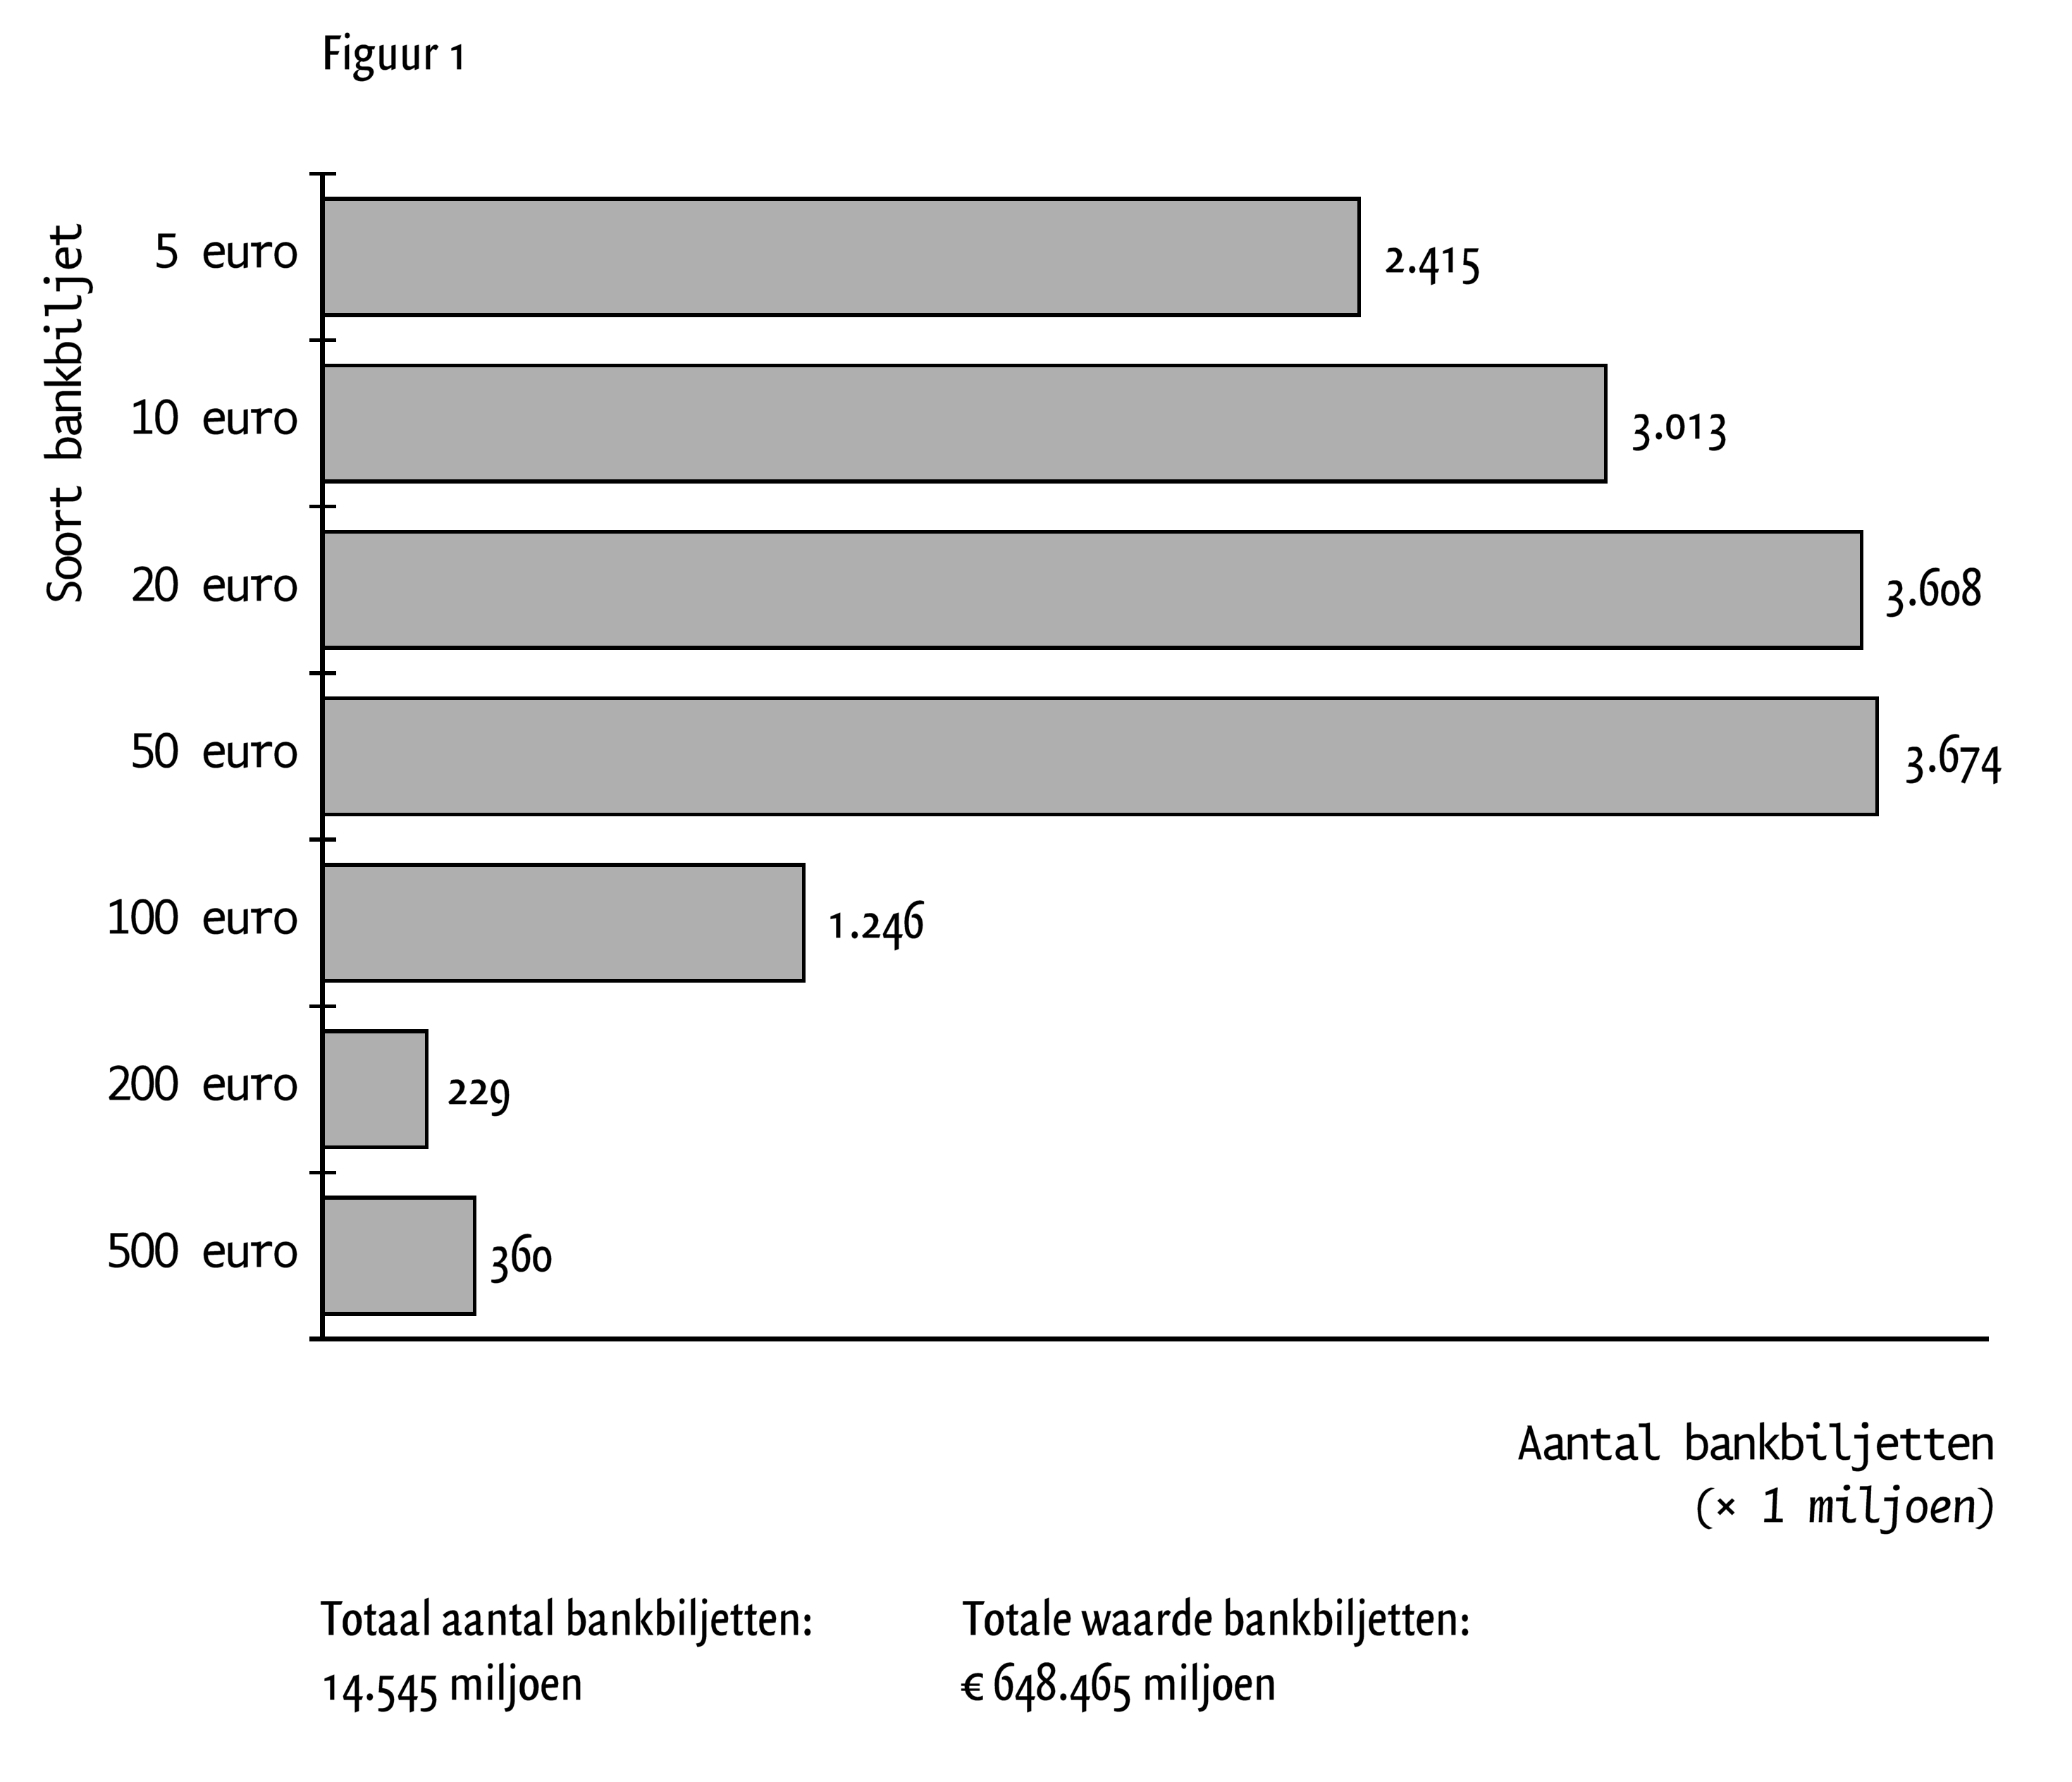 Figuur 1
Soort bankbiljet
5 euro 2.415
10 euro 3.013
20 euro 3.608
50 euro 3.674
100 euro 1.246
200 euro 229
500 euro 360
Aantal bankbiljetten
(× 1 miljoen)
Totaal aantal bankbiljetten:
14.545 miljoen
Totale waarde bankbiljetten:
€ 648.465 miljoen